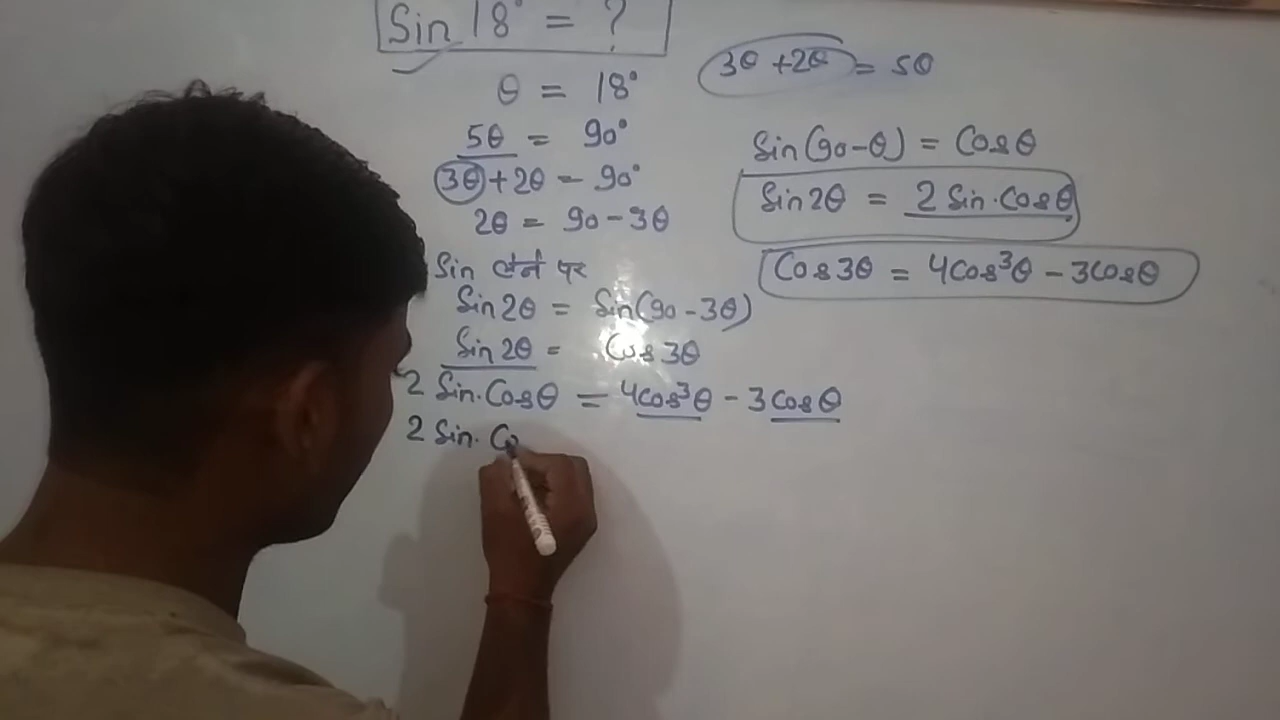 Sin 18° = ?
θ = 18°
5θ = 90°
3θ + 2θ = 90°
2θ = 90 - 3θ
Sin लेने पर
Sin2θ = Sin(90 - 3θ)
Sin2θ = Cos3θ
2 Sin.Cosθ = 4cos³θ - 3cosθ
2 Sin. Co
3θ + 2θ = 5θ
Sin(90-θ) = Cosθ
Sin2θ = 2 Sin.Cosθ
Cos3θ = 4Cos³θ - 3cosθ